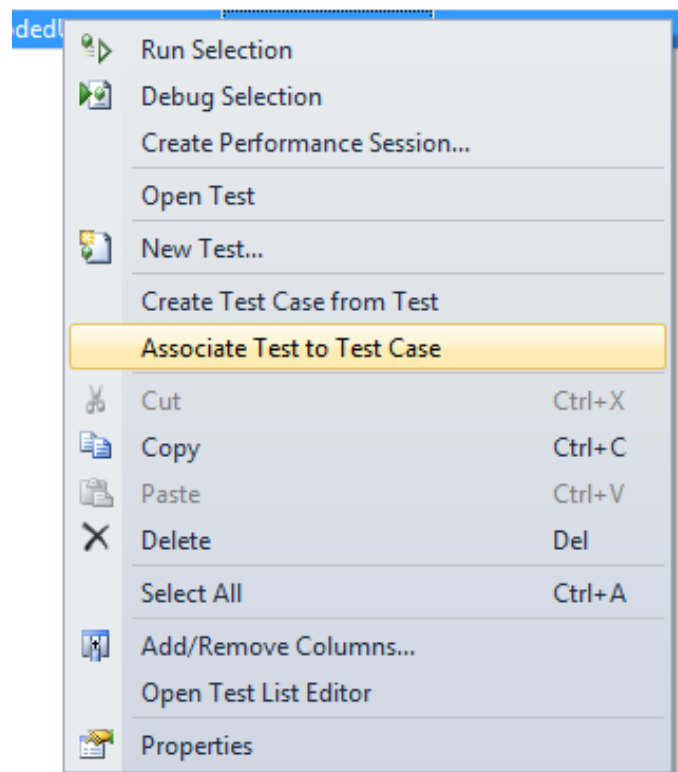 Run Selection
Debug Selection
Create Performance Session...
Open Test
New Test...
Create Test Case from Test
Associate Test to Test Case
Cut Ctrl+X
Copy Ctrl+C
Paste Ctrl+V
Delete Del
Select All Ctrl+A
Add/Remove Columns...
Open Test List Editor
Properties